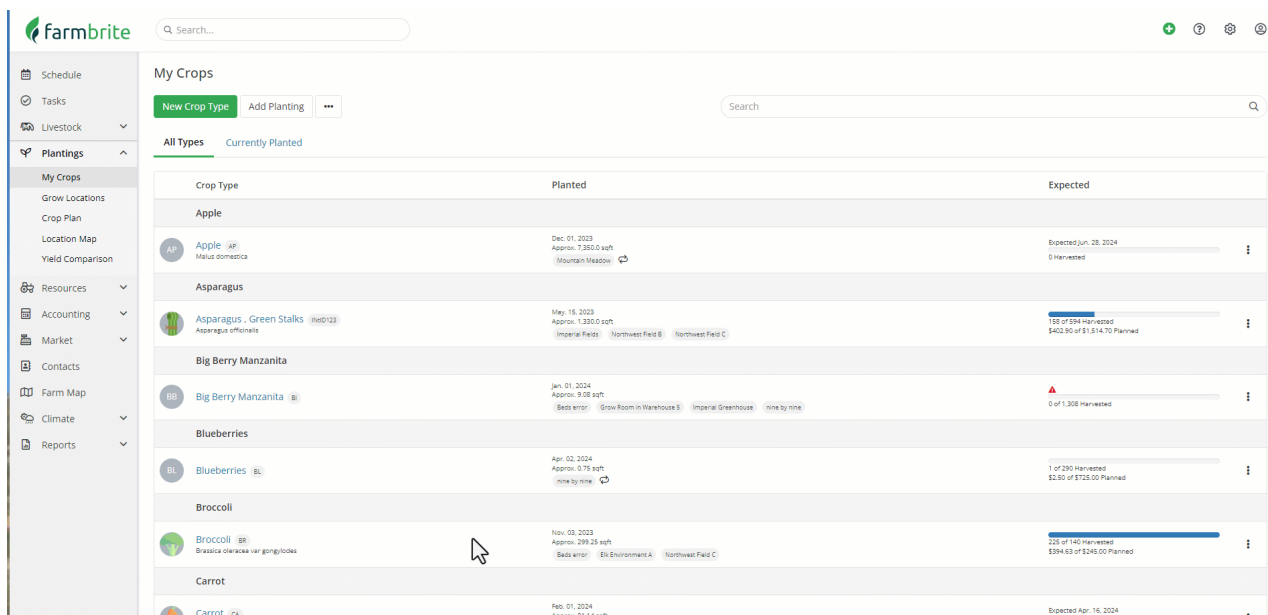 farmbrite
Search...
Schedule
Tasks
Livestock
Plantings
My Crops
Grow Locations
Crop Plan
Location Map
Yield Comparison
Resources
Accounting
Market
Contacts
Farm Map
Climate
Reports
My Crops
New Crop Type Add Planting
Search
All Types Currently Planted
Crop Type Planted Expected
Apple
AP Apple AP
Malus domestica
Dec. 01, 2023
Approx. 7,350.0 sqft
Mountain Meadow
Expected Jun. 28, 2024
0 Harvested
Asparagus
Asparagus , Green Stalks INtID123
Asparagus officinalis
May. 15, 2023
Approx. 1,330.0 sqft
Imperial Fields Northwest Field B Northwest Field C
158 of 594 Harvested
$402.90 of $1,514.70 Planned
Big Berry Manzanita
BB Big Berry Manzanita BI
Jan. 01, 2024
Approx. 9.08 sqft
Beds error Grow Room in Warehouse 5 Imperial Greenhouse nine by nine
0 of 1,308 Harvested
Blueberries
BL Blueberries BL
Apr. 02, 2024
Approx. 0.75 sqft
nine by nine
1 of 290 Harvested
$2.50 of $725.00 Planned
Broccoli
Broccoli BR
Brassica oleracea var gongylodes
Nov. 03, 2023
Approx. 299.25 sqft
Beds error Elk Environment A Northwest Field C
225 of 140 Harvested
$394.63 of $245.00 Planned
Carrot
Carrot CA
Feb. 01, 2024
Expected Apr. 16, 2024